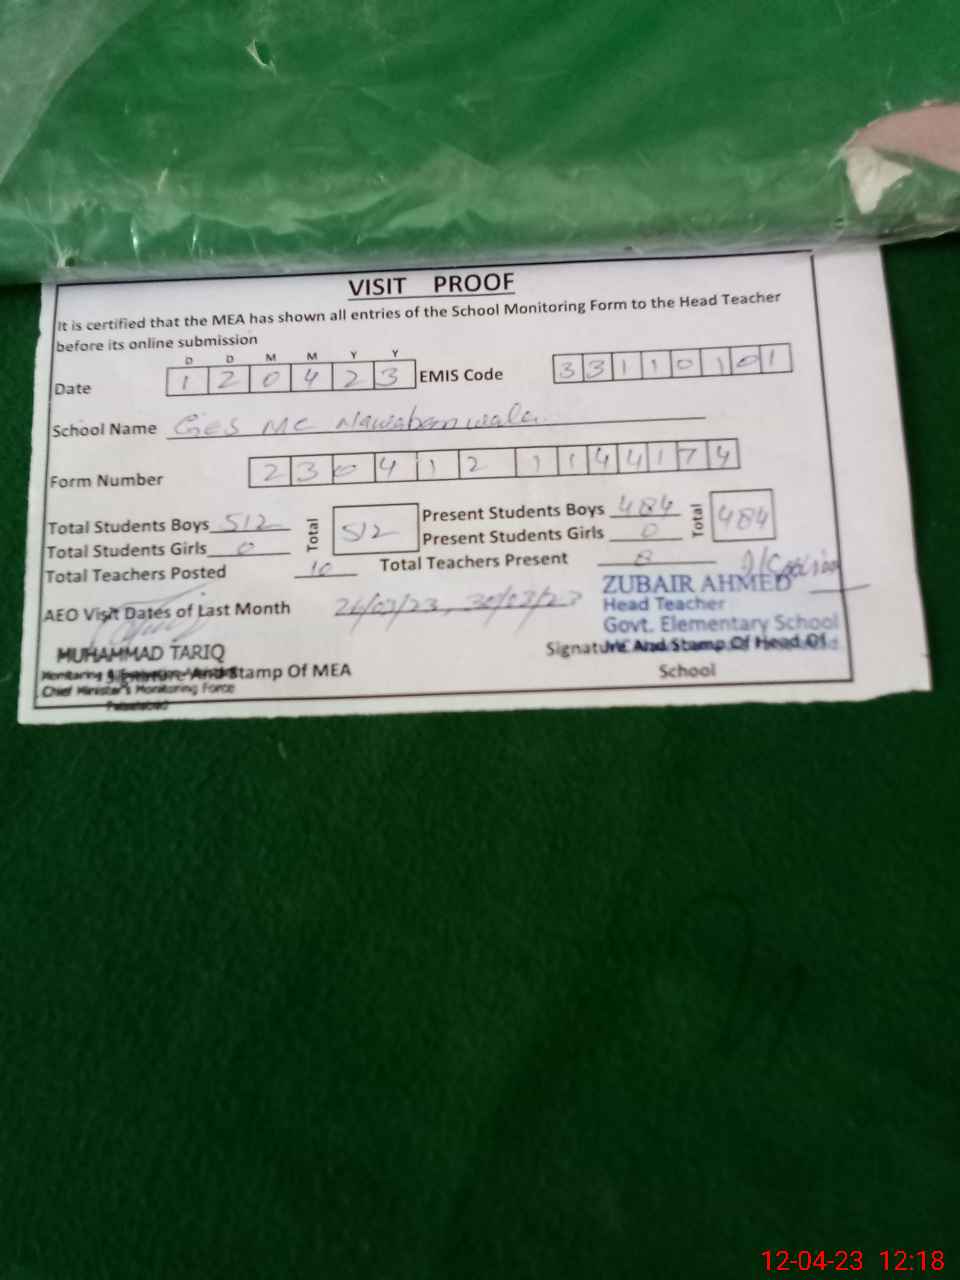 VISIT PROOF
It is certified that the MEA has shown all entries of the School Monitoring Form to the Head Teacher
before its online submission
D D M M Y Y
Date 1 2 0 4 2 3 EMIS Code 3 3 1 1 0 1 0 1
School Name GES MC Nawabanwala
Form Number 2 3 0 4 1 2 1 1 4 4 1 7 4
Total Students Boys 512 Total 512 Present Students Boys 484 Total 484
Total Students Girls 0 Present Students Girls 0
Total Teachers Posted 10 Total Teachers Present 8
ZUBAIR AHMED
AEO Visit Dates of Last Month 30/03/23 Head Teacher
Govt. Elementary School
MUHAMMAD TARIQ Signature And Stamp Of Head Of
Signature And Stamp Of MEA School
Chief Minister's Monitoring Force
Faisalabad
12-04-23 12:18